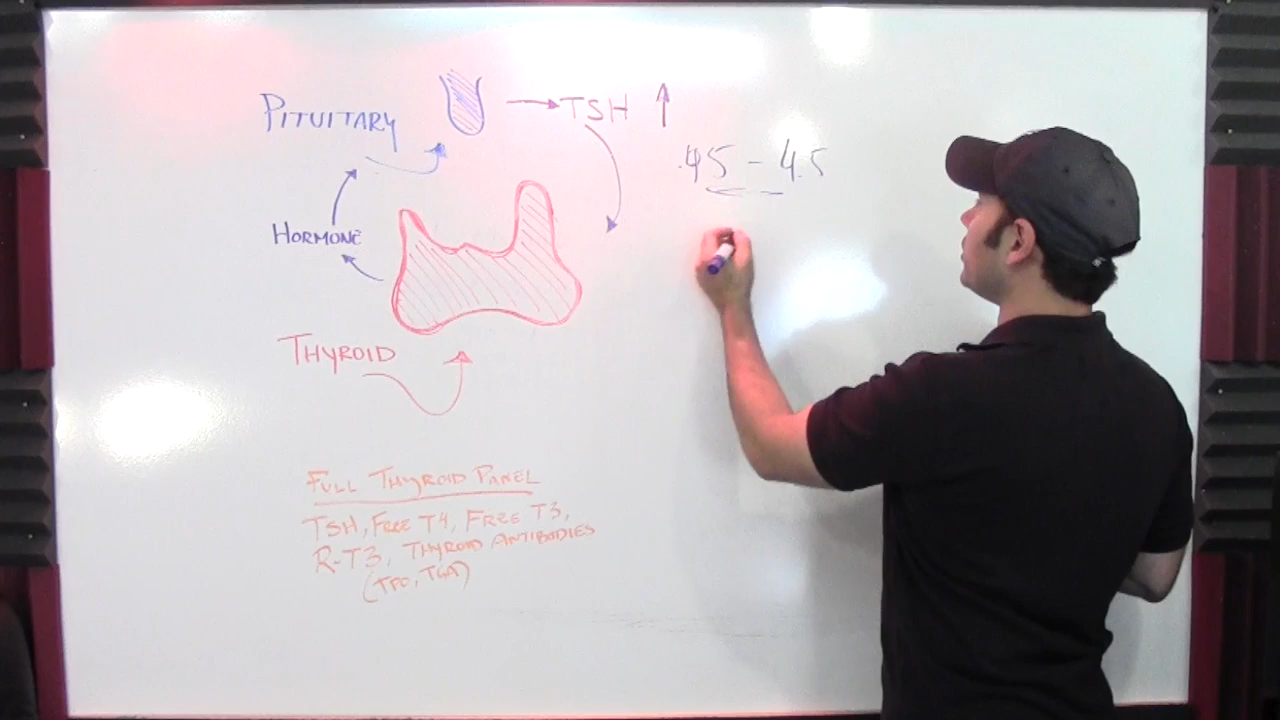 PITUITARY
TSH
.45 - 4.5
HORMONE
THYROID
FULL THYROID PANEL
TSH, FREE T4, FREE T3,
R-T3, THYROID ANTIBODIES
(TPO, TGA)